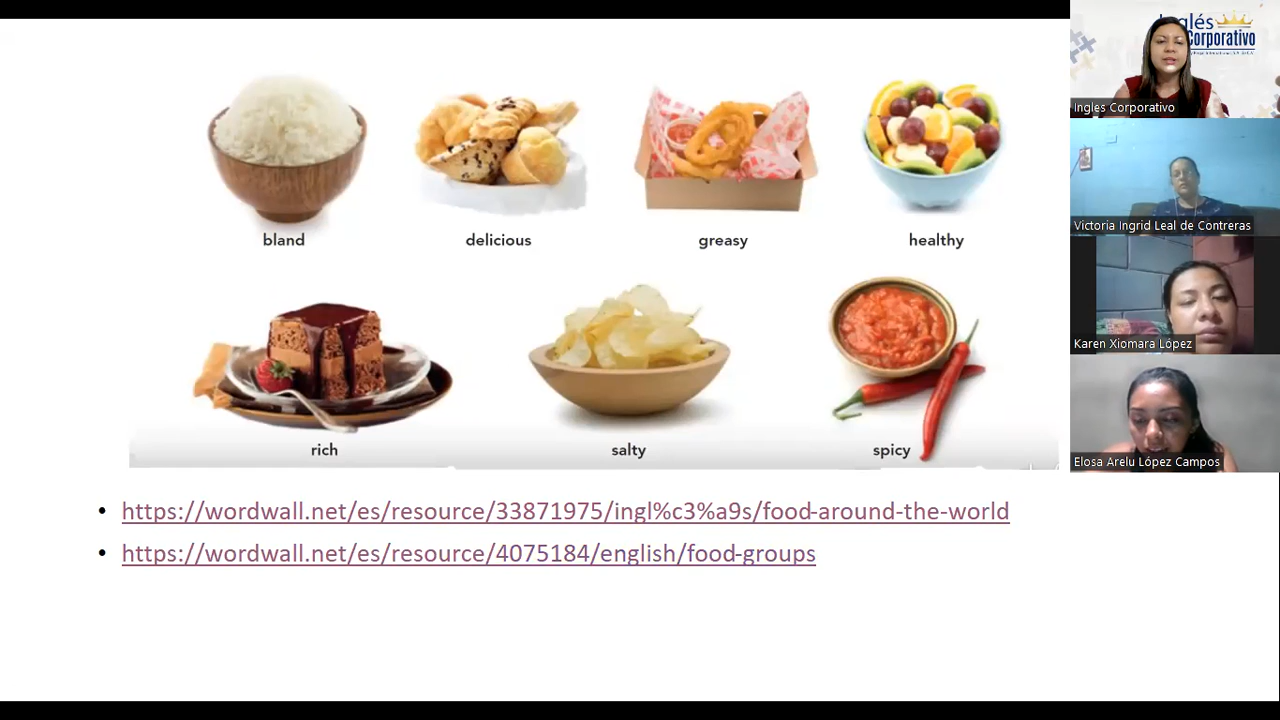 bland
delicious
greasy
healthy
rich
salty
spicy
• https://wordwall.net/es/resource/33871975/ingl%c3%a9s/food-around-the-world
• https://wordwall.net/es/resource/4075184/english/food-groups
Inglés
Corporativo
Ingles Corporativo
Victoria Ingrid Leal de Contreras
Karen Xiomara López
Elosa Arelu López Campos